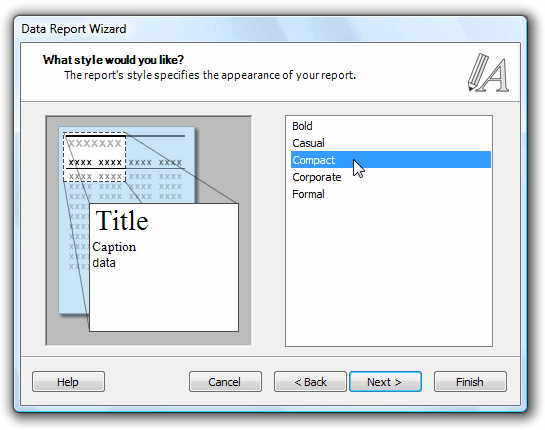 Data Report Wizard
What style would you like?
The report's style specifies the appearance of your report.
A
XXXXXXX
xxxx xxxx xxxx xxxx
xxxx xxxx xxxx xxxx
Title
Caption
data
Bold
Casual
Compact
Corporate
Formal
Help
Cancel
< Back
Next >
Finish